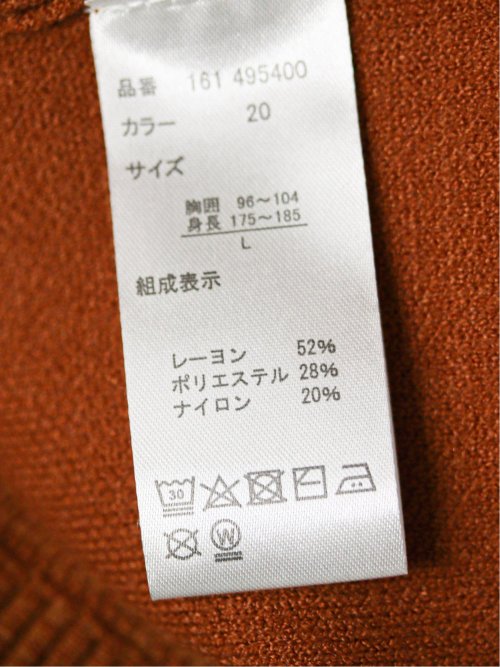 品番 161 495400
カラー 20
サイズ
胸囲 96～104
身長 175～185
L
組成表示
レーヨン 52%
ポリエステル 28%
ナイロン 20%
30
W